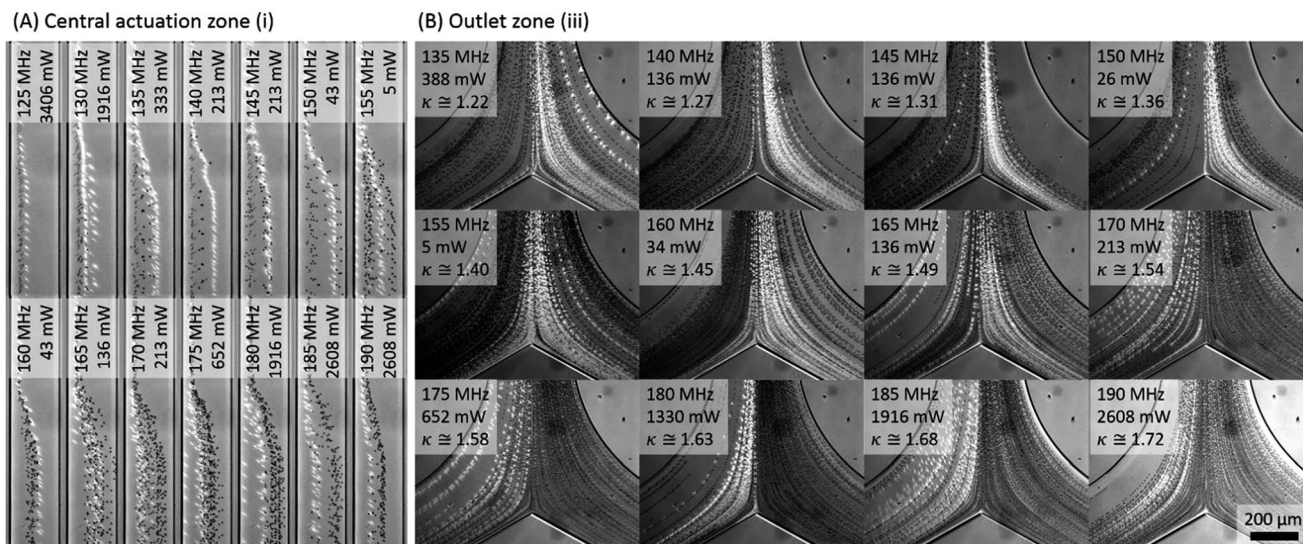 (A) Central actuation zone (i)
125 MHz
3406 mW
130 MHz
1916 mW
135 MHz
333 mW
140 MHz
213 mW
145 MHz
213 mW
150 MHz
43 mW
155 MHz
5 mW
160 MHz
43 mW
165 MHz
136 mW
170 MHz
213 mW
175 MHz
652 mW
180 MHz
1916 mW
185 MHz
2608 mW
190 MHz
2608 mW
(B) Outlet zone (iii)
135 MHz
388 mW
κ ≅ 1.22
140 MHz
136 mW
κ ≅ 1.27
145 MHz
136 mW
κ ≅ 1.31
150 MHz
26 mW
κ ≅ 1.36
155 MHz
5 mW
κ ≅ 1.40
160 MHz
34 mW
κ ≅ 1.45
165 MHz
136 mW
κ ≅ 1.49
170 MHz
213 mW
κ ≅ 1.54
175 MHz
652 mW
κ ≅ 1.58
180 MHz
1330 mW
κ ≅ 1.63
185 MHz
1916 mW
κ ≅ 1.68
190 MHz
2608 mW
κ ≅ 1.72
200 μm